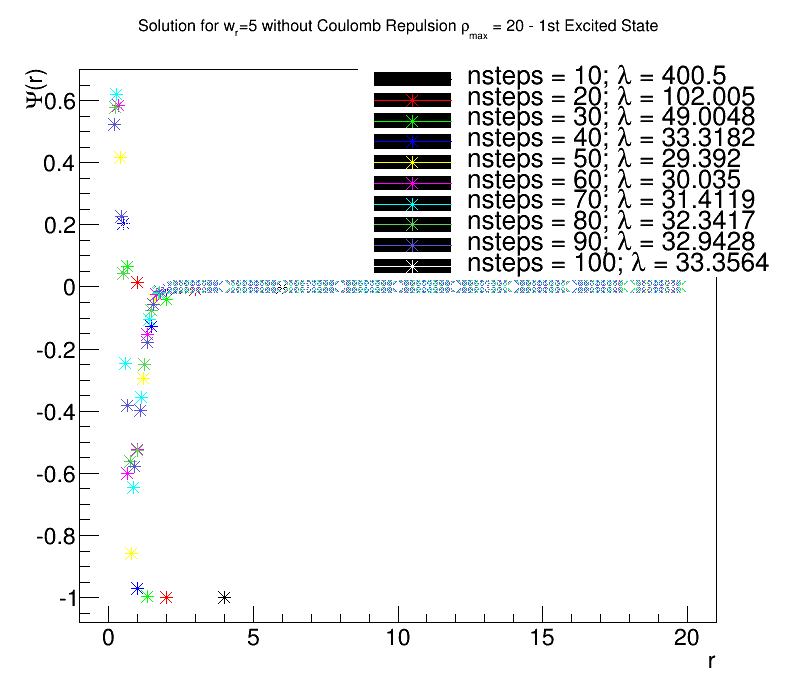 Solution for wr=5 without Coulomb Repulsion ρmax = 20 - 1st Excited State
Ψ(r)
0.6
0.4
0.2
0
-0.2
-0.4
-0.6
-0.8
-1
nsteps = 10; λ = 400.5
nsteps = 20; λ = 102.005
nsteps = 30; λ = 49.0048
nsteps = 40; λ = 33.3182
nsteps = 50; λ = 29.392
nsteps = 60; λ = 30.035
nsteps = 70; λ = 31.4119
nsteps = 80; λ = 32.3417
nsteps = 90; λ = 32.9428
nsteps = 100; λ = 33.3564
0 5 10 15 20
r